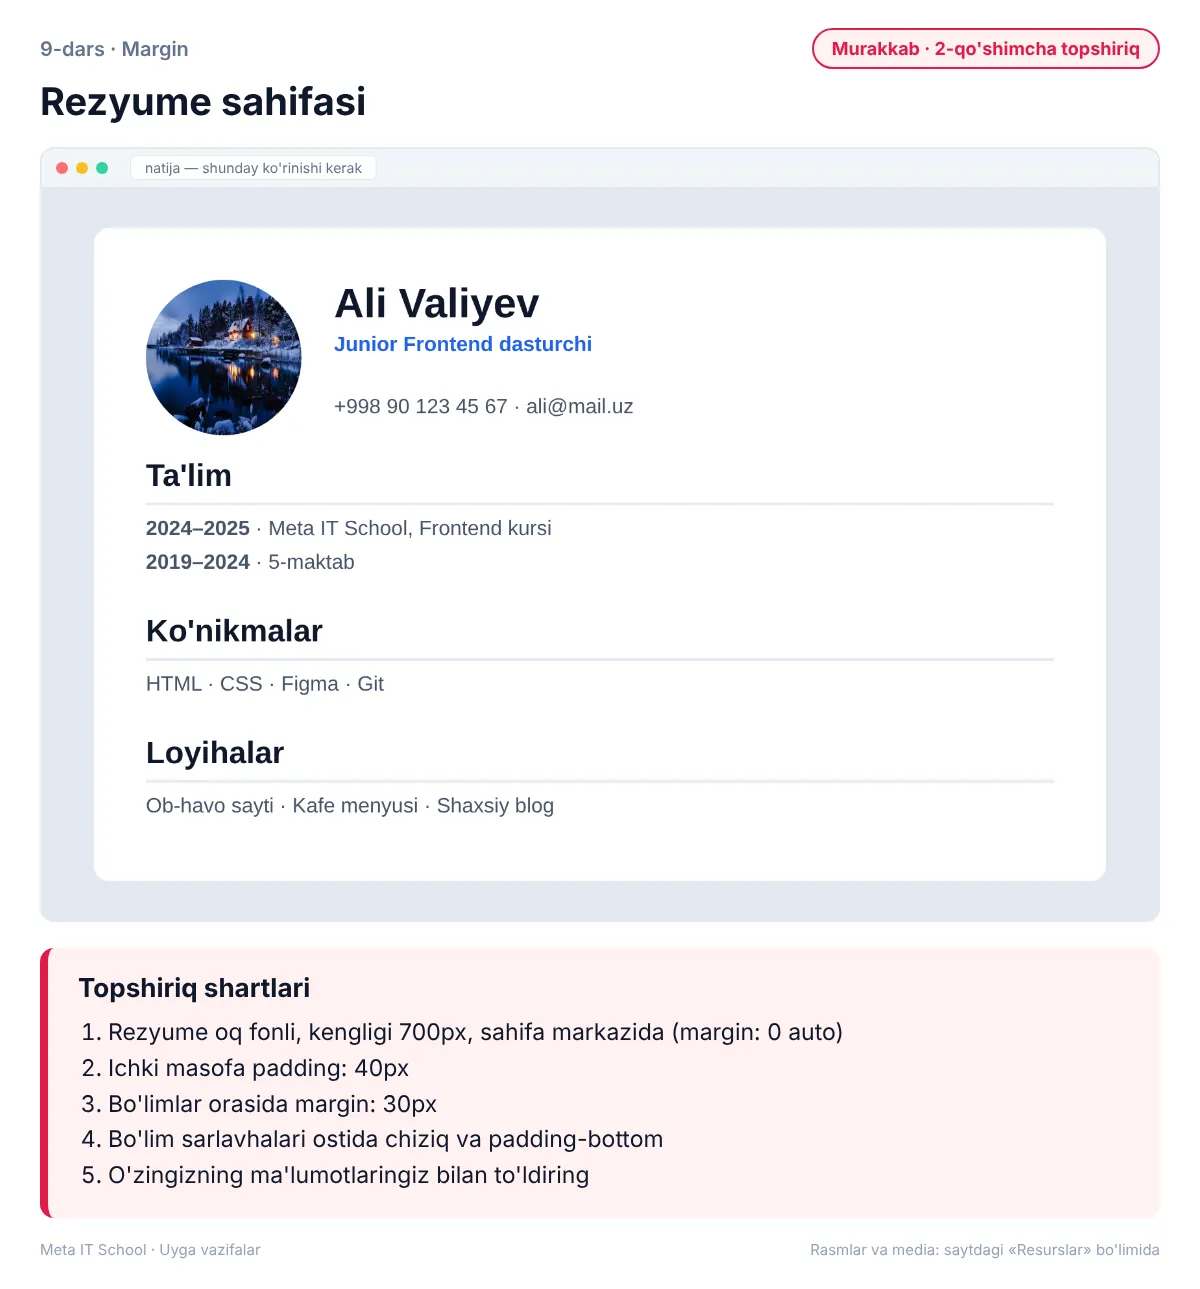 9-dars · Margin
Murakkab · 2-qo'shimcha topshiriq
Rezyume sahifasi
natija — shunday ko'rinishi kerak
Ali Valiyev
Junior Frontend dasturchi
+998 90 123 45 67 · ali@mail.uz
Ta'lim
2024–2025 · Meta IT School, Frontend kursi
2019–2024 · 5-maktab
Ko'nikmalar
HTML · CSS · Figma · Git
Loyihalar
Ob-havo sayti · Kafe menyusi · Shaxsiy blog
Topshiriq shartlari
1. Rezyume oq fonli, kengligi 700px, sahifa markazida (margin: 0 auto)
2. Ichki masofa padding: 40px
3. Bo'limlar orasida margin: 30px
4. Bo'lim sarlavhalari ostida chiziq va padding-bottom
5. O'zingizning ma'lumotlaringiz bilan to'ldiring
Meta IT School · Uyga vazifalar
Rasmlar va media: saytdagi «Resurslar» bo'limida